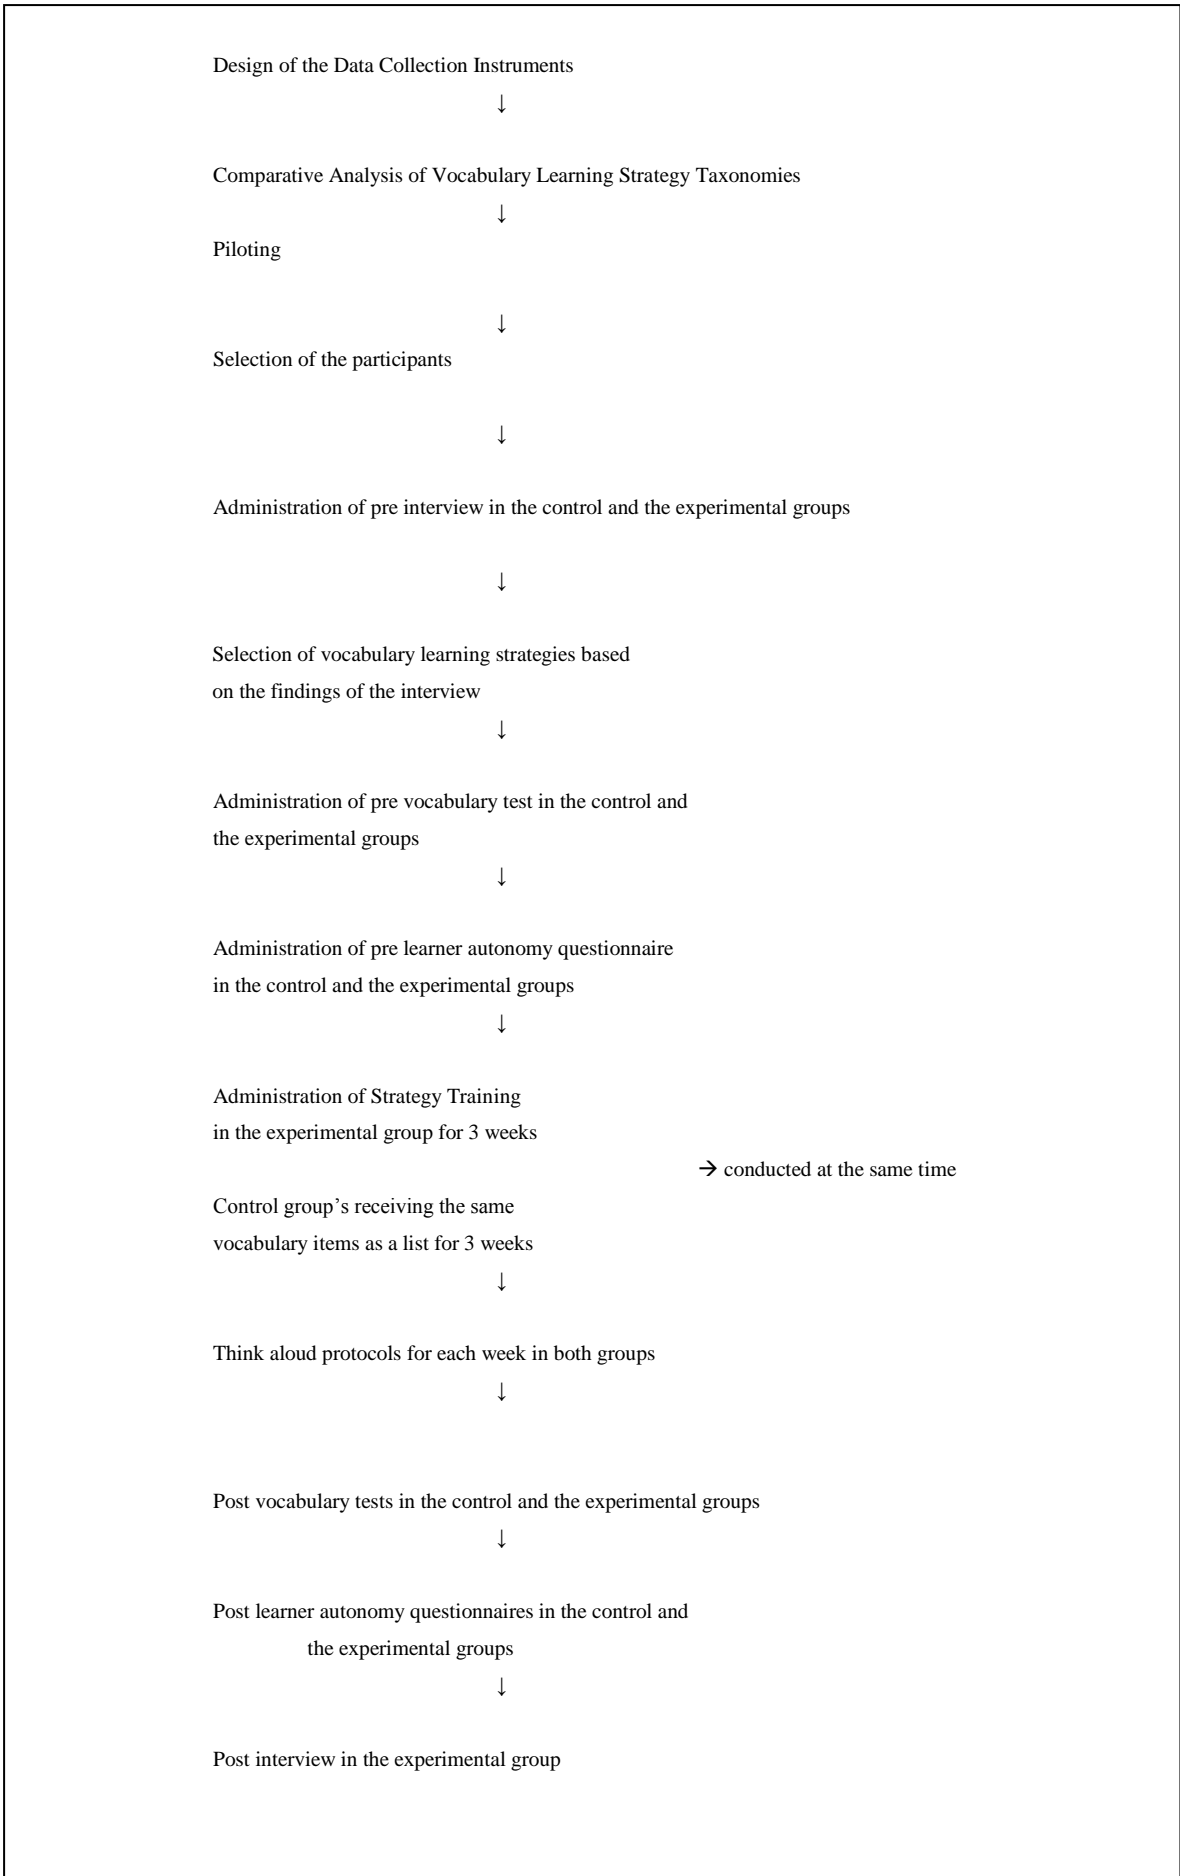 Design of the Data Collection Instruments
↓
Comparative Analysis of Vocabulary Learning Strategy Taxonomies
↓
Piloting
↓
Selection of the participants
↓
Administration of pre interview in the control and the experimental groups
↓
Selection of vocabulary learning strategies based
on the findings of the interview
↓
Administration of pre vocabulary test in the control and
the experimental groups
↓
Administration of pre learner autonomy questionnaire
in the control and the experimental groups
↓
Administration of Strategy Training
in the experimental group for 3 weeks
→ conducted at the same time
Control group's receiving the same
vocabulary items as a list for 3 weeks
↓
Think aloud protocols for each week in both groups
↓
Post vocabulary tests in the control and the experimental groups
↓
Post learner autonomy questionnaires in the control and
the experimental groups
↓
Post interview in the experimental group